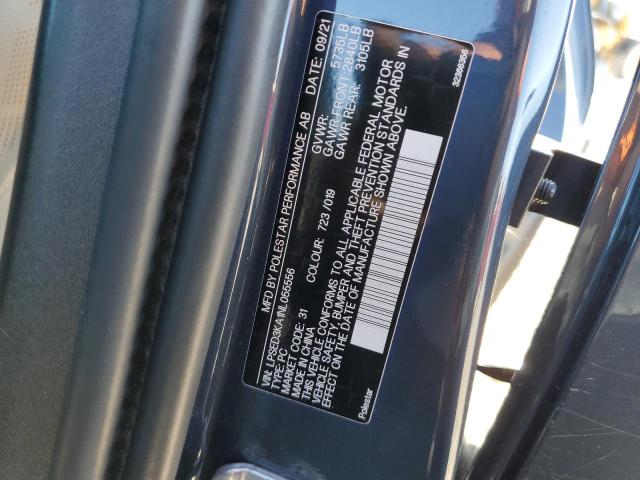 MFD BY POLESTAR PERFORMANCE AB DATE: 09/21
VIN: LPSED3KA1NL055556 GVWR: 5735LB
TYPE: PC GAWR FRONT: 2840LB
MARKET CODE: 31 COLOUR: 723 /019 GAWR REAR: 3105LB
MADE IN CHINA
THIS VEHICLE CONFORMS TO ALL APPLICABLE FEDERAL MOTOR
VEHICLE SAFETY, BUMPER AND THEFT PREVENTION STANDARDS IN
EFFECT ON THE DATE OF MANUFACTURE SHOWN ABOVE.
Polestar 32366356